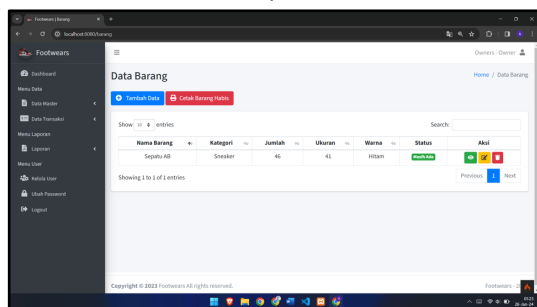 Footwears | Barang
localhost:8080/barang
Footwears
Owners - Owner
Dashboard
Menu Data
Data Master
Data Transaksi
Menu Laporan
Laporan
Menu User
Kelola User
Ubah Password
Logout
Data Barang
Home / Data Barang
Tambah Data
Cetak Barang Habis
Show 10 entries
Search:
Nama Barang Kategori Jumlah Ukuran Warna Status Aksi
Sepatu AB Sneaker 46 41 Hitam Masih Ada
Showing 1 to 1 of 1 entries
Previous 1 Next
Copyright © 2023 Footwears All rights reserved.
Footwears - 2